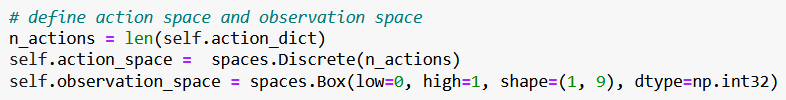 # define action space and observation space
n_actions = len(self.action_dict)
self.action_space =  spaces.Discrete(n_actions)
self.observation_space = spaces.Box(low=0, high=1, shape=(1, 9), dtype=np.int32)